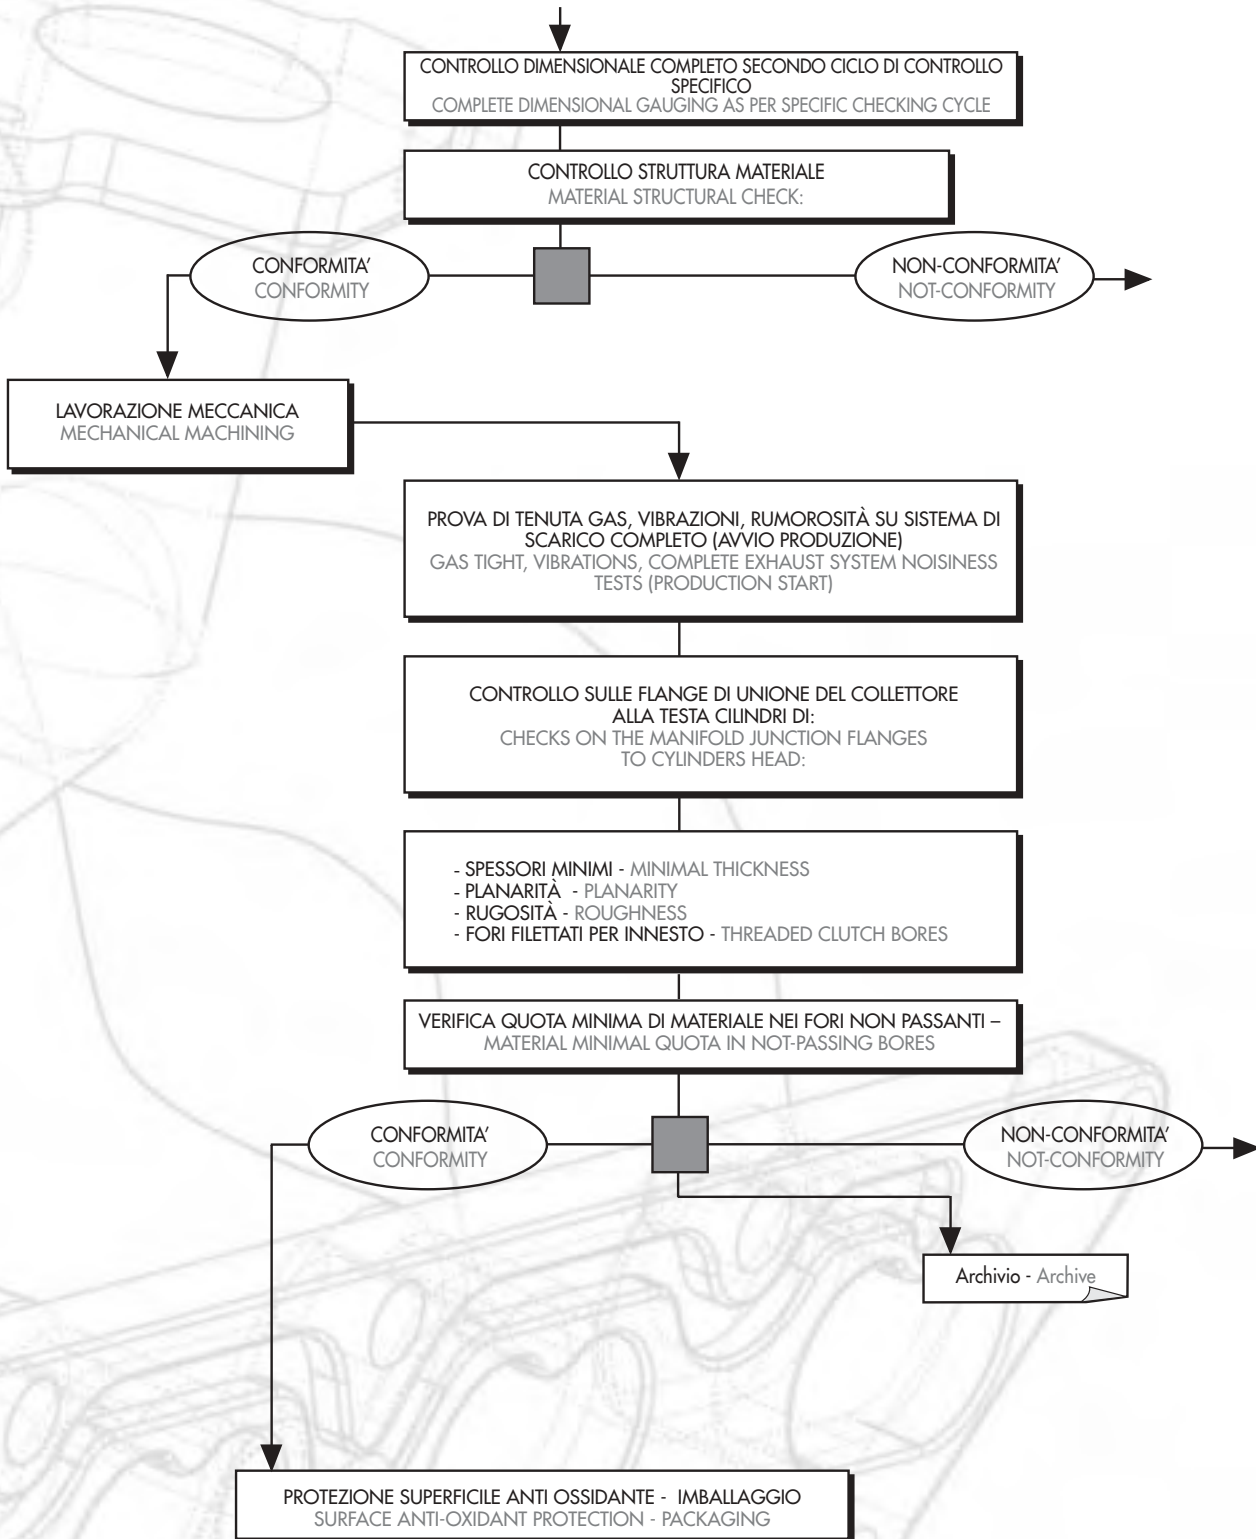 CONTROLLO DIMENSIONALE COMPLETO SECONDO CICLO DI CONTROLLO
SPECIFICO
COMPLETE DIMENSIONAL GAUGING AS PER SPECIFIC CHECKING CYCLE
CONTROLLO STRUTTURA MATERIALE
MATERIAL STRUCTURAL CHECK:
CONFORMITA'
CONFORMITY
NON-CONFORMITA'
NOT-CONFORMITY
LAVORAZIONE MECCANICA
MECHANICAL MACHINING
PROVA DI TENUTA GAS, VIBRAZIONI, RUMOROSITÀ SU SISTEMA DI
SCARICO COMPLETO (AVVIO PRODUZIONE)
GAS TIGHT, VIBRATIONS, COMPLETE EXHAUST SYSTEM NOISINESS
TESTS (PRODUCTION START)
CONTROLLO SULLE FLANGE DI UNIONE DEL COLLETTORE
ALLA TESTA CILINDRI DI:
CHECKS ON THE MANIFOLD JUNCTION FLANGES
TO CYLINDERS HEAD:
- SPESSORI MINIMI - MINIMAL THICKNESS
- PLANARITÀ - PLANARITY
- RUGOSITÀ - ROUGHNESS
- FORI FILETTATI PER INNESTO - THREADED CLUTCH BORES
VERIFICA QUOTA MINIMA DI MATERIALE NEI FORI NON PASSANTI –
MATERIAL MINIMAL QUOTA IN NOT-PASSING BORES
CONFORMITA'
CONFORMITY
NON-CONFORMITA'
NOT-CONFORMITY
Archivio - Archive
PROTEZIONE SUPERFICILE ANTI OSSIDANTE - IMBALLAGGIO
SURFACE ANTI-OXIDANT PROTECTION - PACKAGING